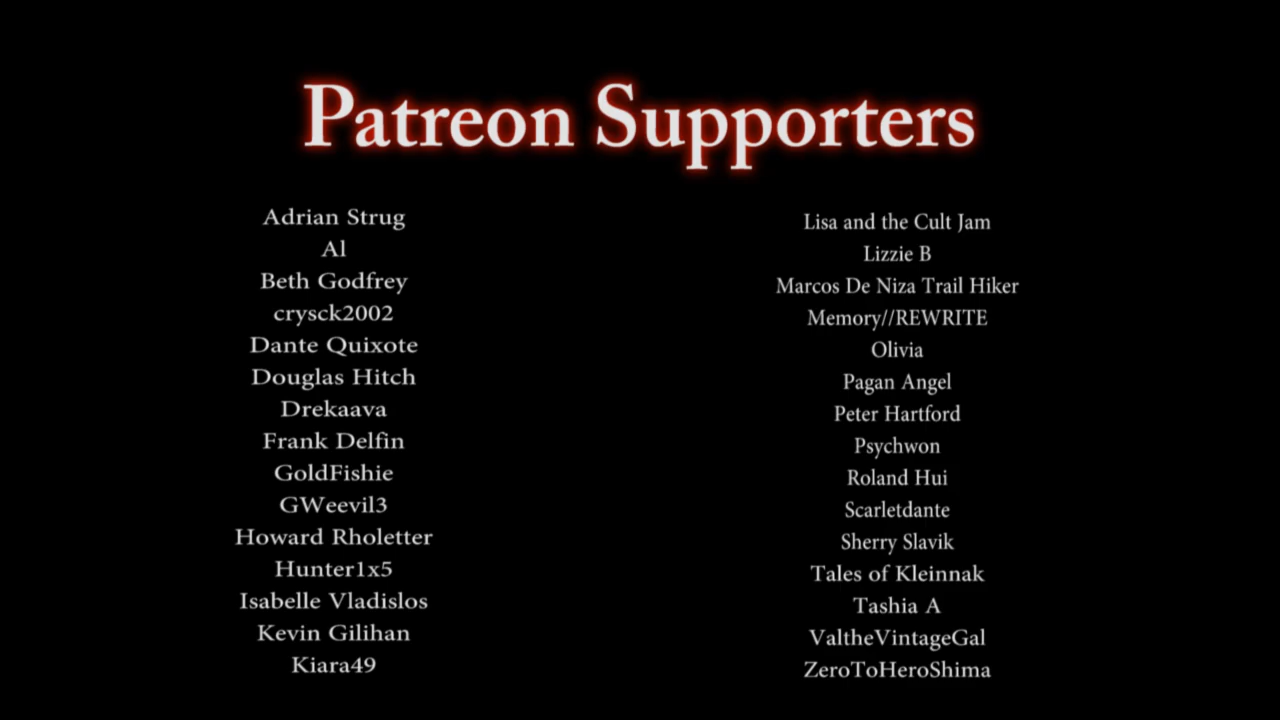 Patreon Supporters
Adrian Strug
Al
Beth Godfrey
crysck2002
Dante Quixote
Douglas Hitch
Drekaava
Frank Delfin
GoldFishie
GWeevil3
Howard Rholetter
Hunter1x5
Isabelle Vladislos
Kevin Gilihan
Kiara49
Lisa and the Cult Jam
Lizzie B
Marcos De Niza Trail Hiker
Memory//REWRITE
Olivia
Pagan Angel
Peter Hartford
Psychwon
Roland Hui
Scarletdante
Sherry Slavik
Tales of Kleinnak
Tashia A
ValtheVintageGal
ZeroToHeroShima